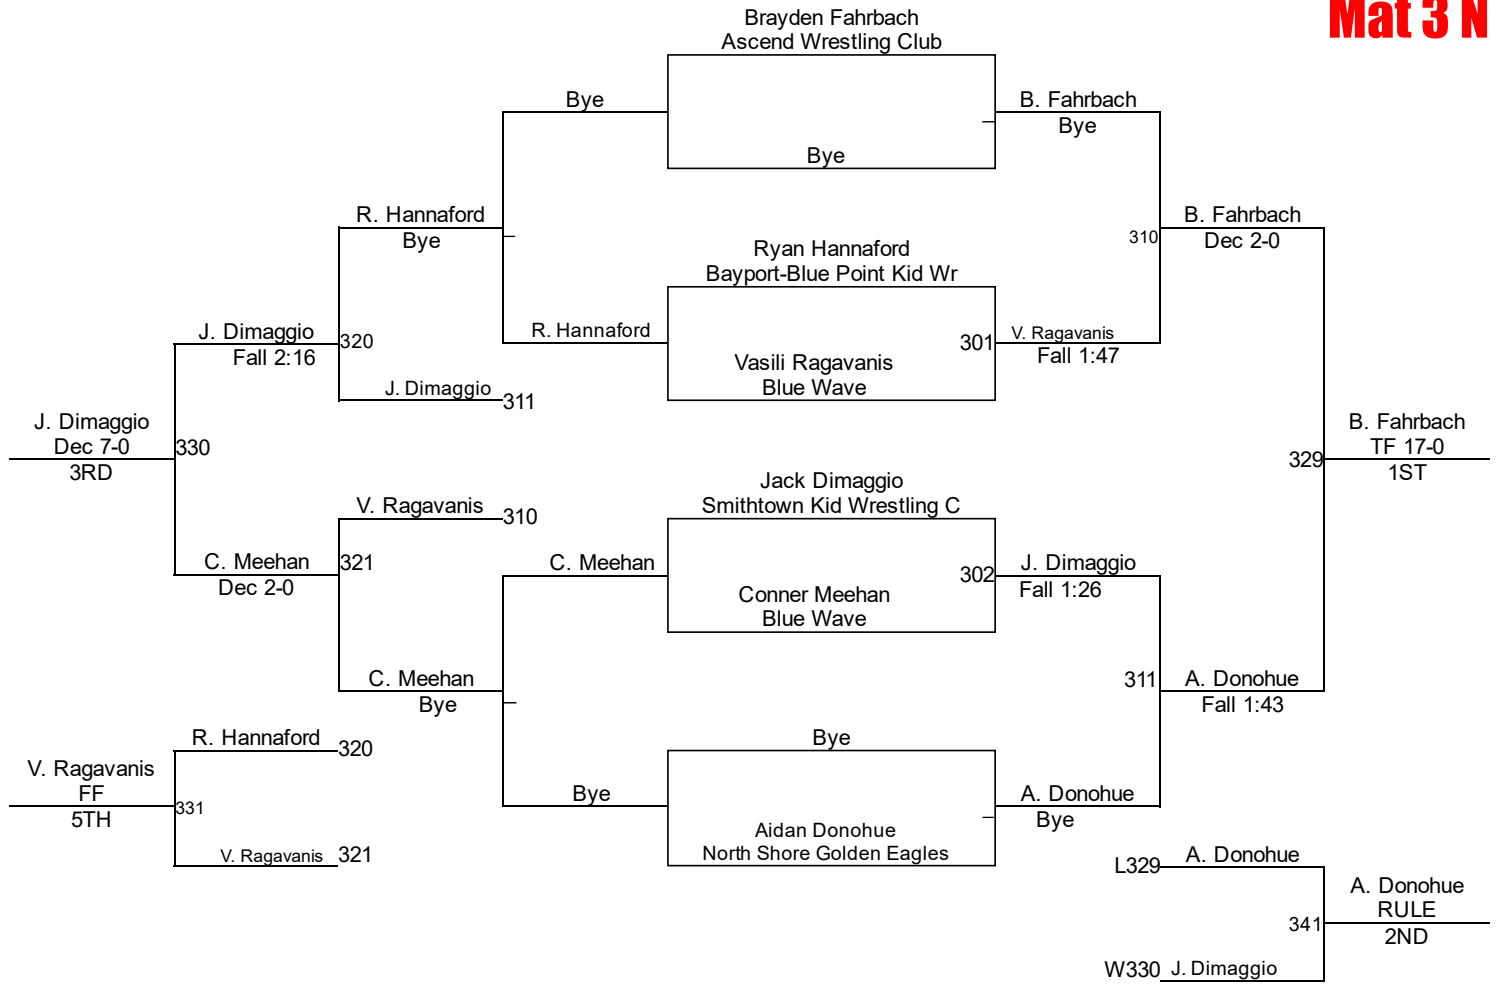 Mat 3 N
Brayden Fahrbach
Ascend Wrestling Club
Bye
B. Fahrbach
Bye
Bye
R. Hannaford
Bye
B. Fahrbach
310
Dec 2-0
Ryan Hannaford
Bayport-Blue Point Kid Wr
J. Dimaggio
320
Fall 2:16
R. Hannaford
301
V. Ragavanis
Fall 1:47
Vasili Ragavanis
Blue Wave
J. Dimaggio
311
J. Dimaggio
Dec 7-0
330
3RD
B. Fahrbach
TF 17-0
329
1ST
Jack Dimaggio
Smithtown Kid Wrestling C
V. Ragavanis
310
C. Meehan
321
Dec 2-0
C. Meehan
302
J. Dimaggio
Fall 1:26
Conner Meehan
Blue Wave
C. Meehan
Bye
311
A. Donohue
Fall 1:43
R. Hannaford
320
Bye
V. Ragavanis
FF
331
5TH
Bye
A. Donohue
Bye
Aidan Donohue
North Shore Golden Eagles
V. Ragavanis
321
L329
A. Donohue
A. Donohue
RULE
341
2ND
W330
J. Dimaggio